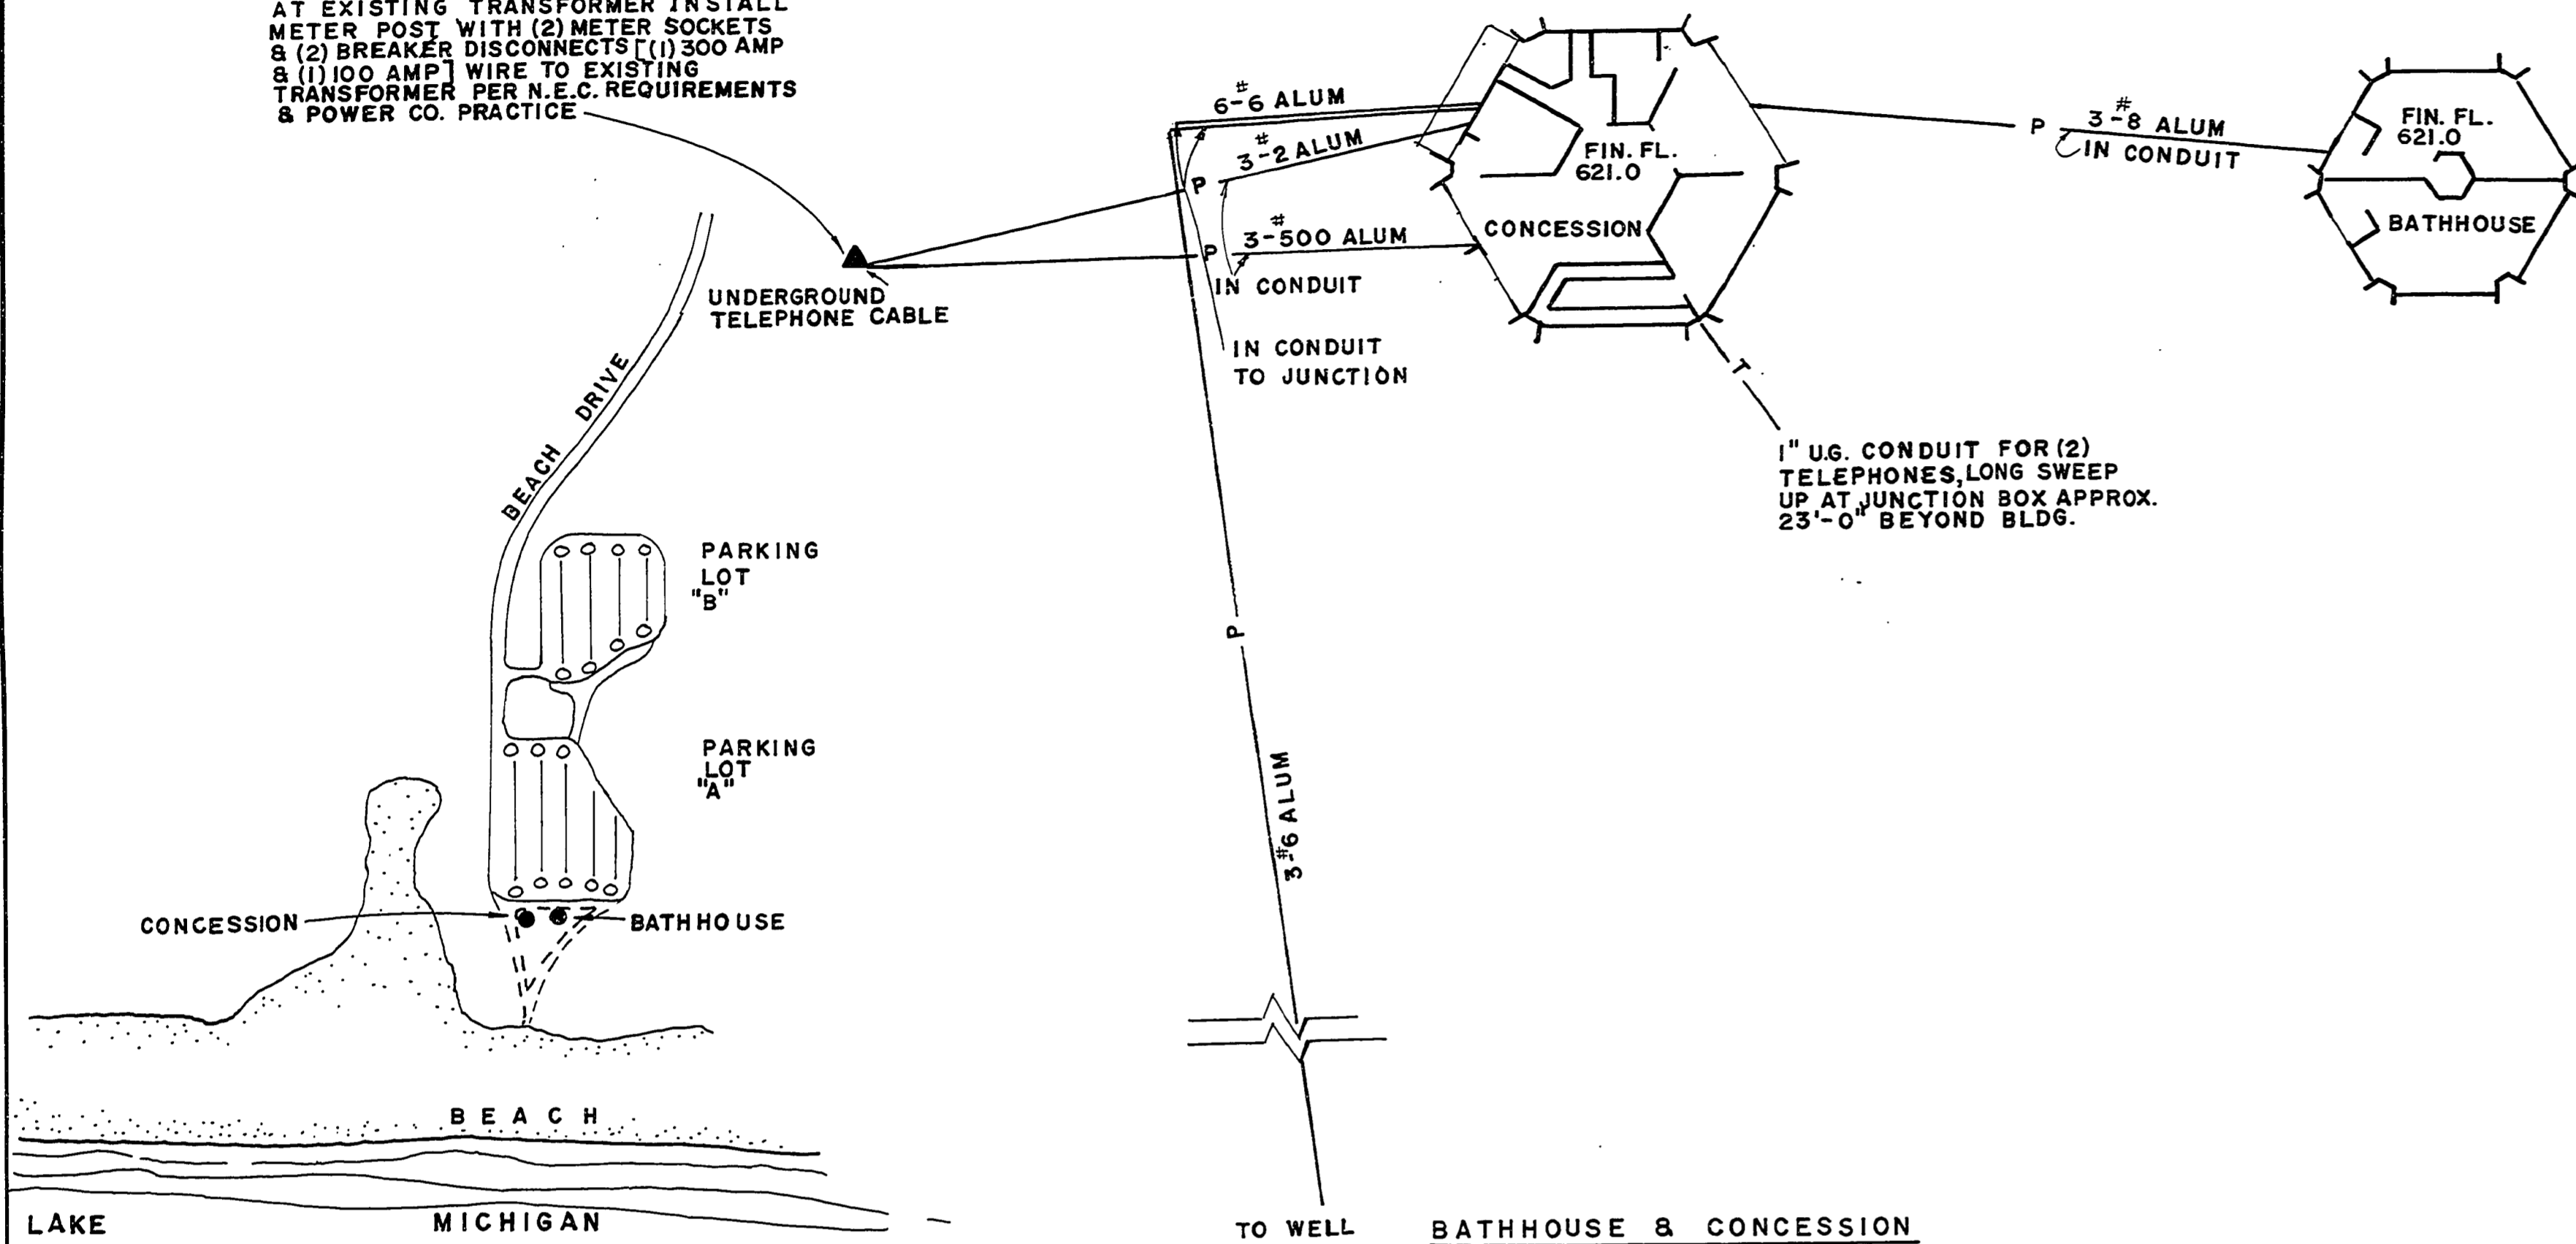 AT EXISTING TRANSFORMER INSTALL
METER POST WITH (2) METER SOCKETS
& (2) BREAKER DISCONNECTS [(1) 300 AMP
& (1) 100 AMP] WIRE TO EXISTING
TRANSFORMER PER N.E.C. REQUIREMENTS
& POWER CO. PRACTICE
6-#6 ALUM
3-#2 ALUM
P
3-#500 ALUM
P
IN CONDUIT
IN CONDUIT
TO JUNCTION
UNDERGROUND
TELEPHONE CABLE
FIN. FL.
621.0
CONCESSION
P
3-#8 ALUM
IN CONDUIT
FIN. FL.
621.0
BATHHOUSE
T
1" U.G. CONDUIT FOR (2)
TELEPHONES, LONG SWEEP
UP AT JUNCTION BOX APPROX.
23'-0" BEYOND BLDG.
BEACH DRIVE
PARKING
LOT
"B"
PARKING
LOT
"A"
P
3-#6 ALUM
CONCESSION
BATHHOUSE
BEACH
LAKE MICHIGAN
TO WELL
BATHHOUSE & CONCESSION